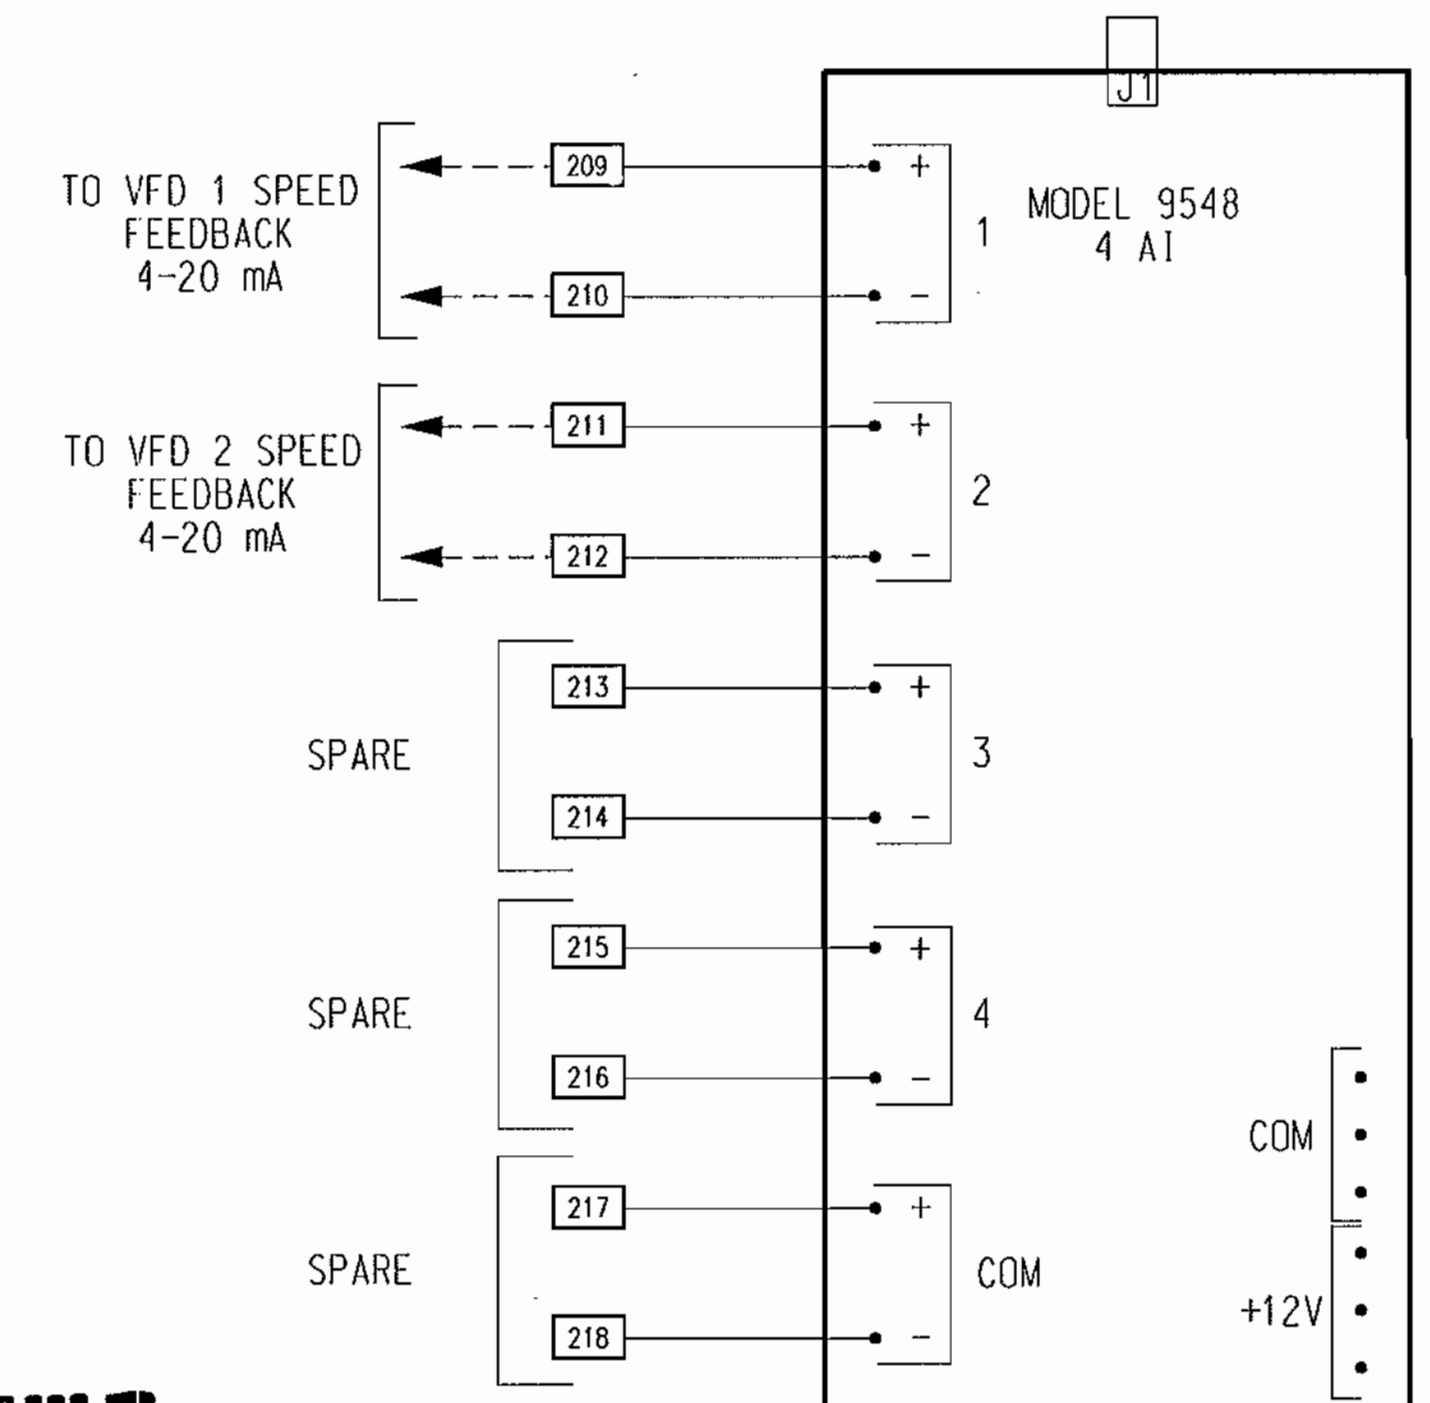 J1
209
+
TO VFD 1 SPEED
FEEDBACK
4-20 mA
1
MODEL 9548
4 AI
210
-
211
+
TO VFD 2 SPEED
FEEDBACK
4-20 mA
2
212
-
213
+
SPARE
3
214
-
215
+
SPARE
4
216
-
COM
217
+
SPARE
COM
+12V
218
-